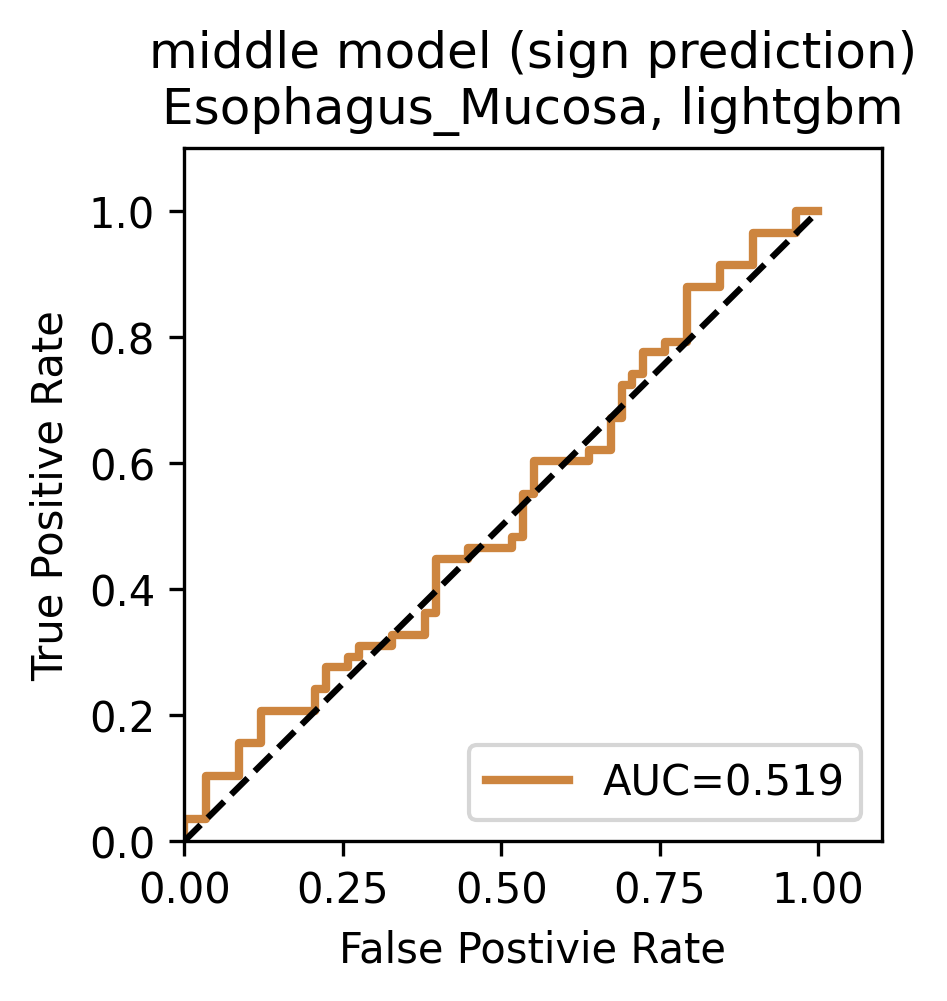 middle model (sign prediction)
Esophagus_Mucosa, lightgbm
True Positive Rate
1.0
0.8
0.6
0.4
0.2
0.0
AUC=0.519
0.00 0.25 0.50 0.75 1.00
False Postivie Rate